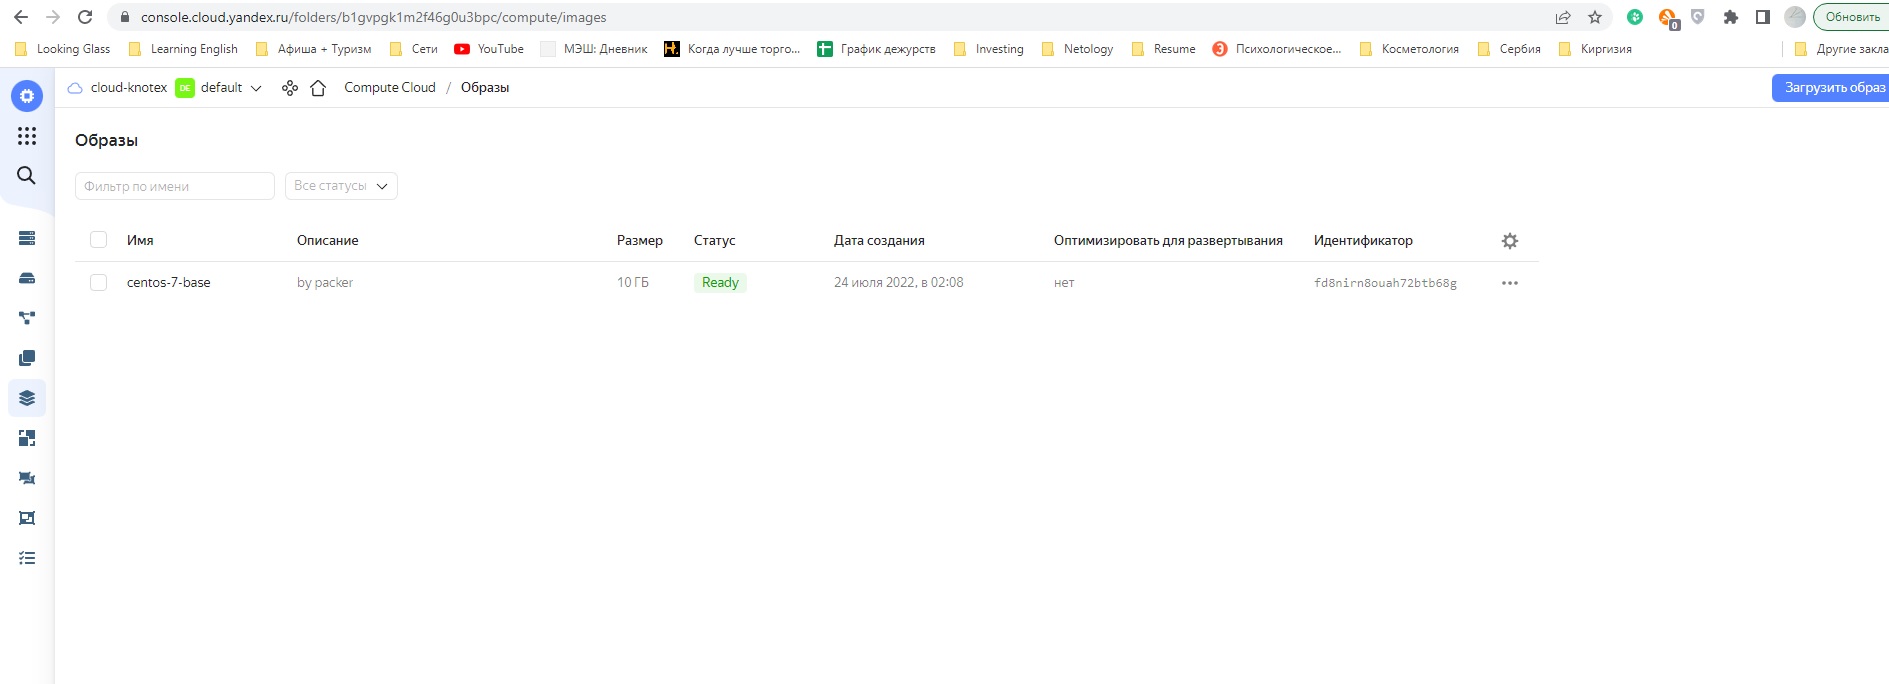 console.cloud.yandex.ru/folders/b1gvpgk1m2f46g0u3bpc/compute/images
0
Обновить
Looking Glass Learning English Афиша + Туризм Сети YouTube МЭШ: Дневник Когда лучше торго... График дежурств Investing Netology Resume Психологическое... Косметология Сербия Киргизия Другие закла
cloud-knotex DE default Compute Cloud / Образы
Загрузить образ
Образы
Фильтр по имени Все статусы
Имя Описание Размер Статус Дата создания Оптимизировать для развертывания Идентификатор
centos-7-base by packer 10 ГБ Ready 24 июля 2022, в 02:08 нет fd8nirn8ouah72btb68g